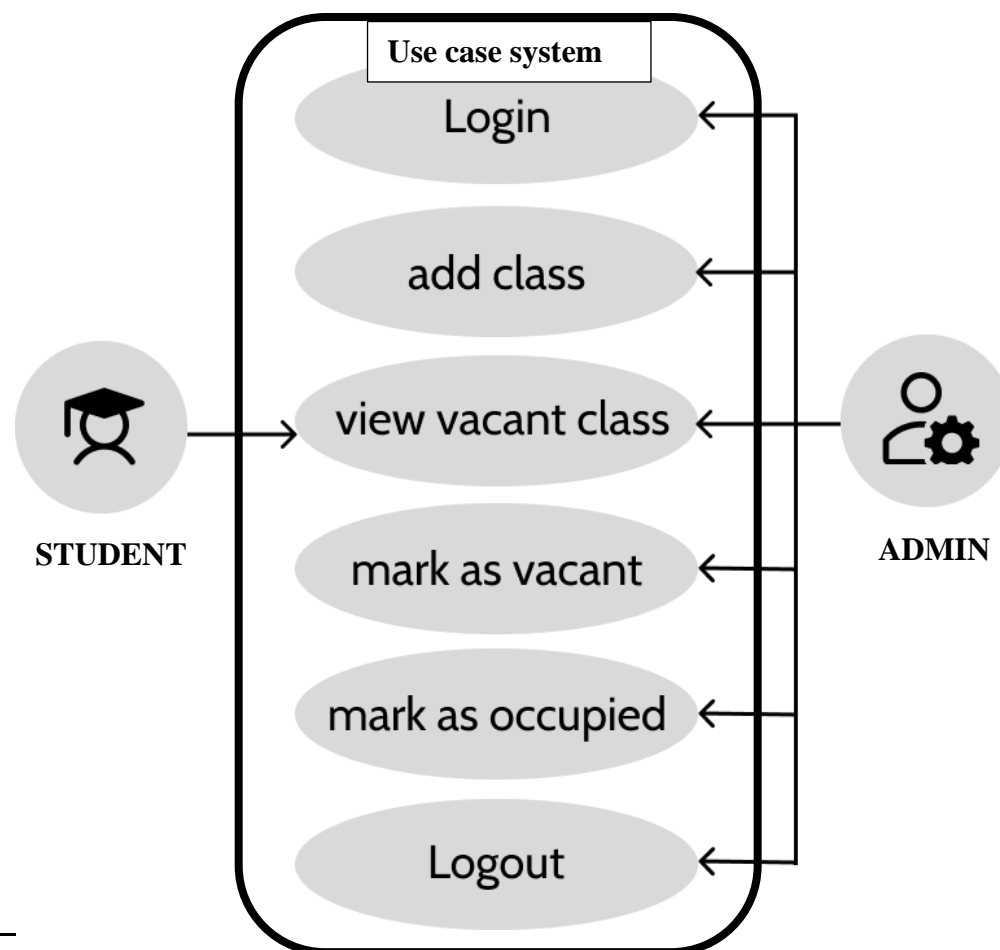 Use case system
Login
add class
view vacant class
STUDENT
ADMIN
mark as vacant
mark as occupied
Logout